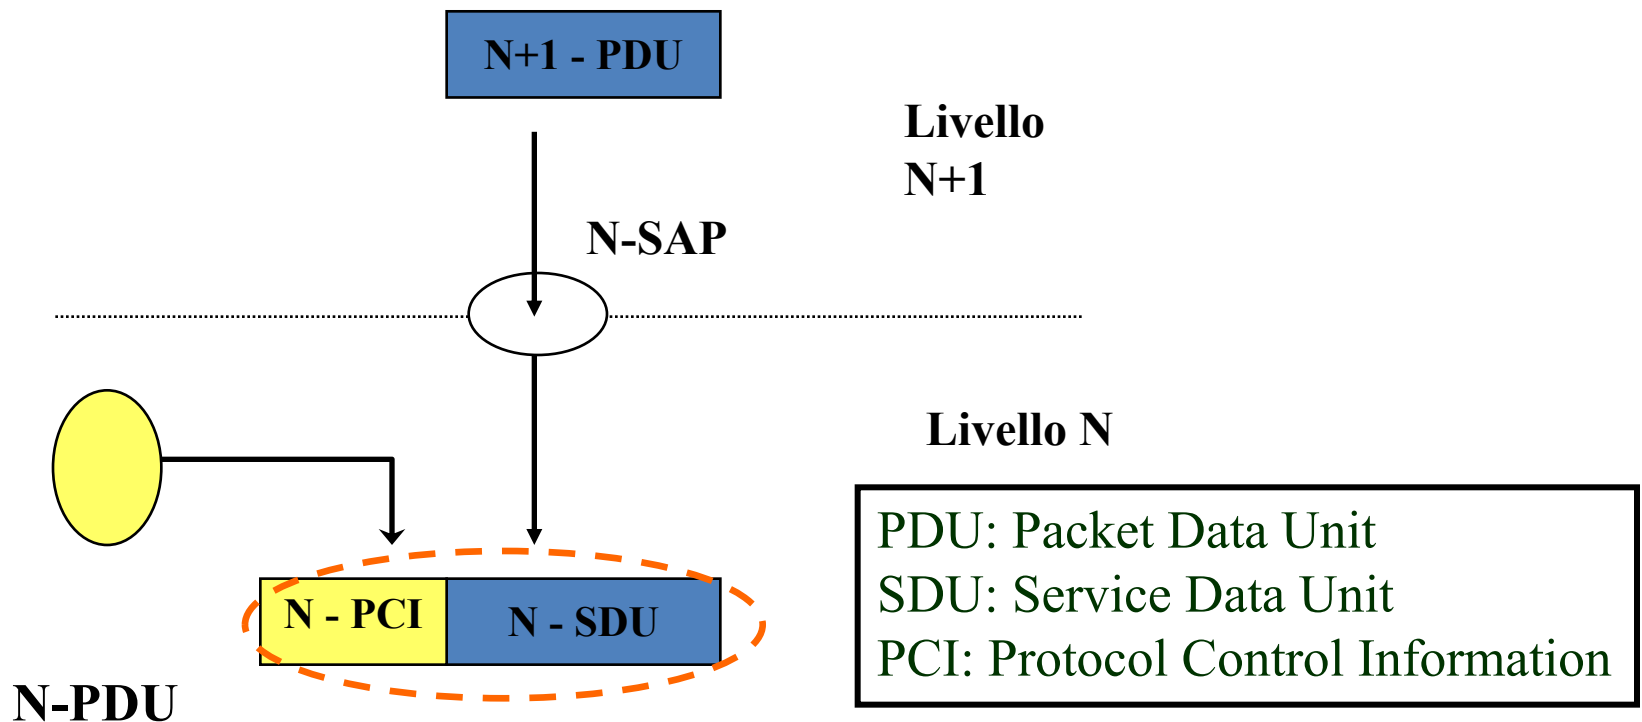 N+1 - PDU
Livello
N+1
N-SAP
Livello N
PDU: Packet Data Unit
SDU: Service Data Unit
PCI: Protocol Control Information
N - PCI
N - SDU
N-PDU